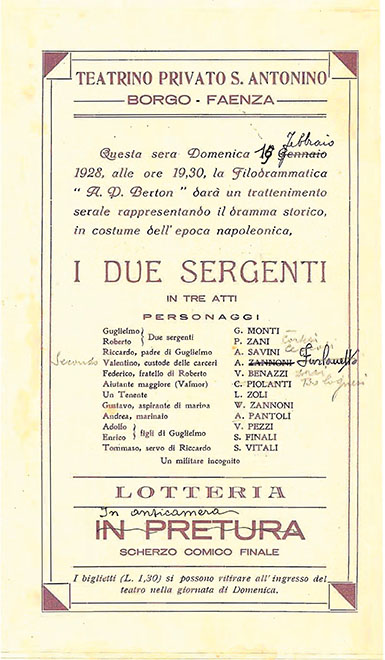 TEATRINO PRIVATO S. ANTONINO
BORGO - FAENZA
Febbraio
Questa sera Domenica Gennaio
1928, alle ore 19,30, la Filodrammatica
" A. D. Berton " darà un trattenimento
serale rappresentando il dramma storico,
in costume dell'epoca napoleonica,
I DUE SERGENTI
IN TRE ATTI
PERSONAGGI
Guglielmo } Due sergenti G. MONTI
Roberto P. ZANI
Riccardo, padre di Guglielmo A. SAVINI
Secondo Valentino, custode delle carceri A. ZANNONI Furlanetto
Federico, fratello di Roberto V. BENAZZI
Aiutante maggiore (Valmor) C. PIOLANTI Bolognesi
Un Tenente L. ZOLI
Gustavo, aspirante di marina W. ZANNONI
Andrea, marinaio A. PANTOLI
Adolfo } figli di Guglielmo V. PEZZI
Enrico S. FINALI
Tommaso, servo di Riccardo S. VITALI
Un militare incognito
LOTTERIA
In anticamera
IN PRETURA
SCHERZO COMICO FINALE
I biglietti (L. 1,30) si possono ritirare all'ingresso del
teatro nella giornata di Domenica.